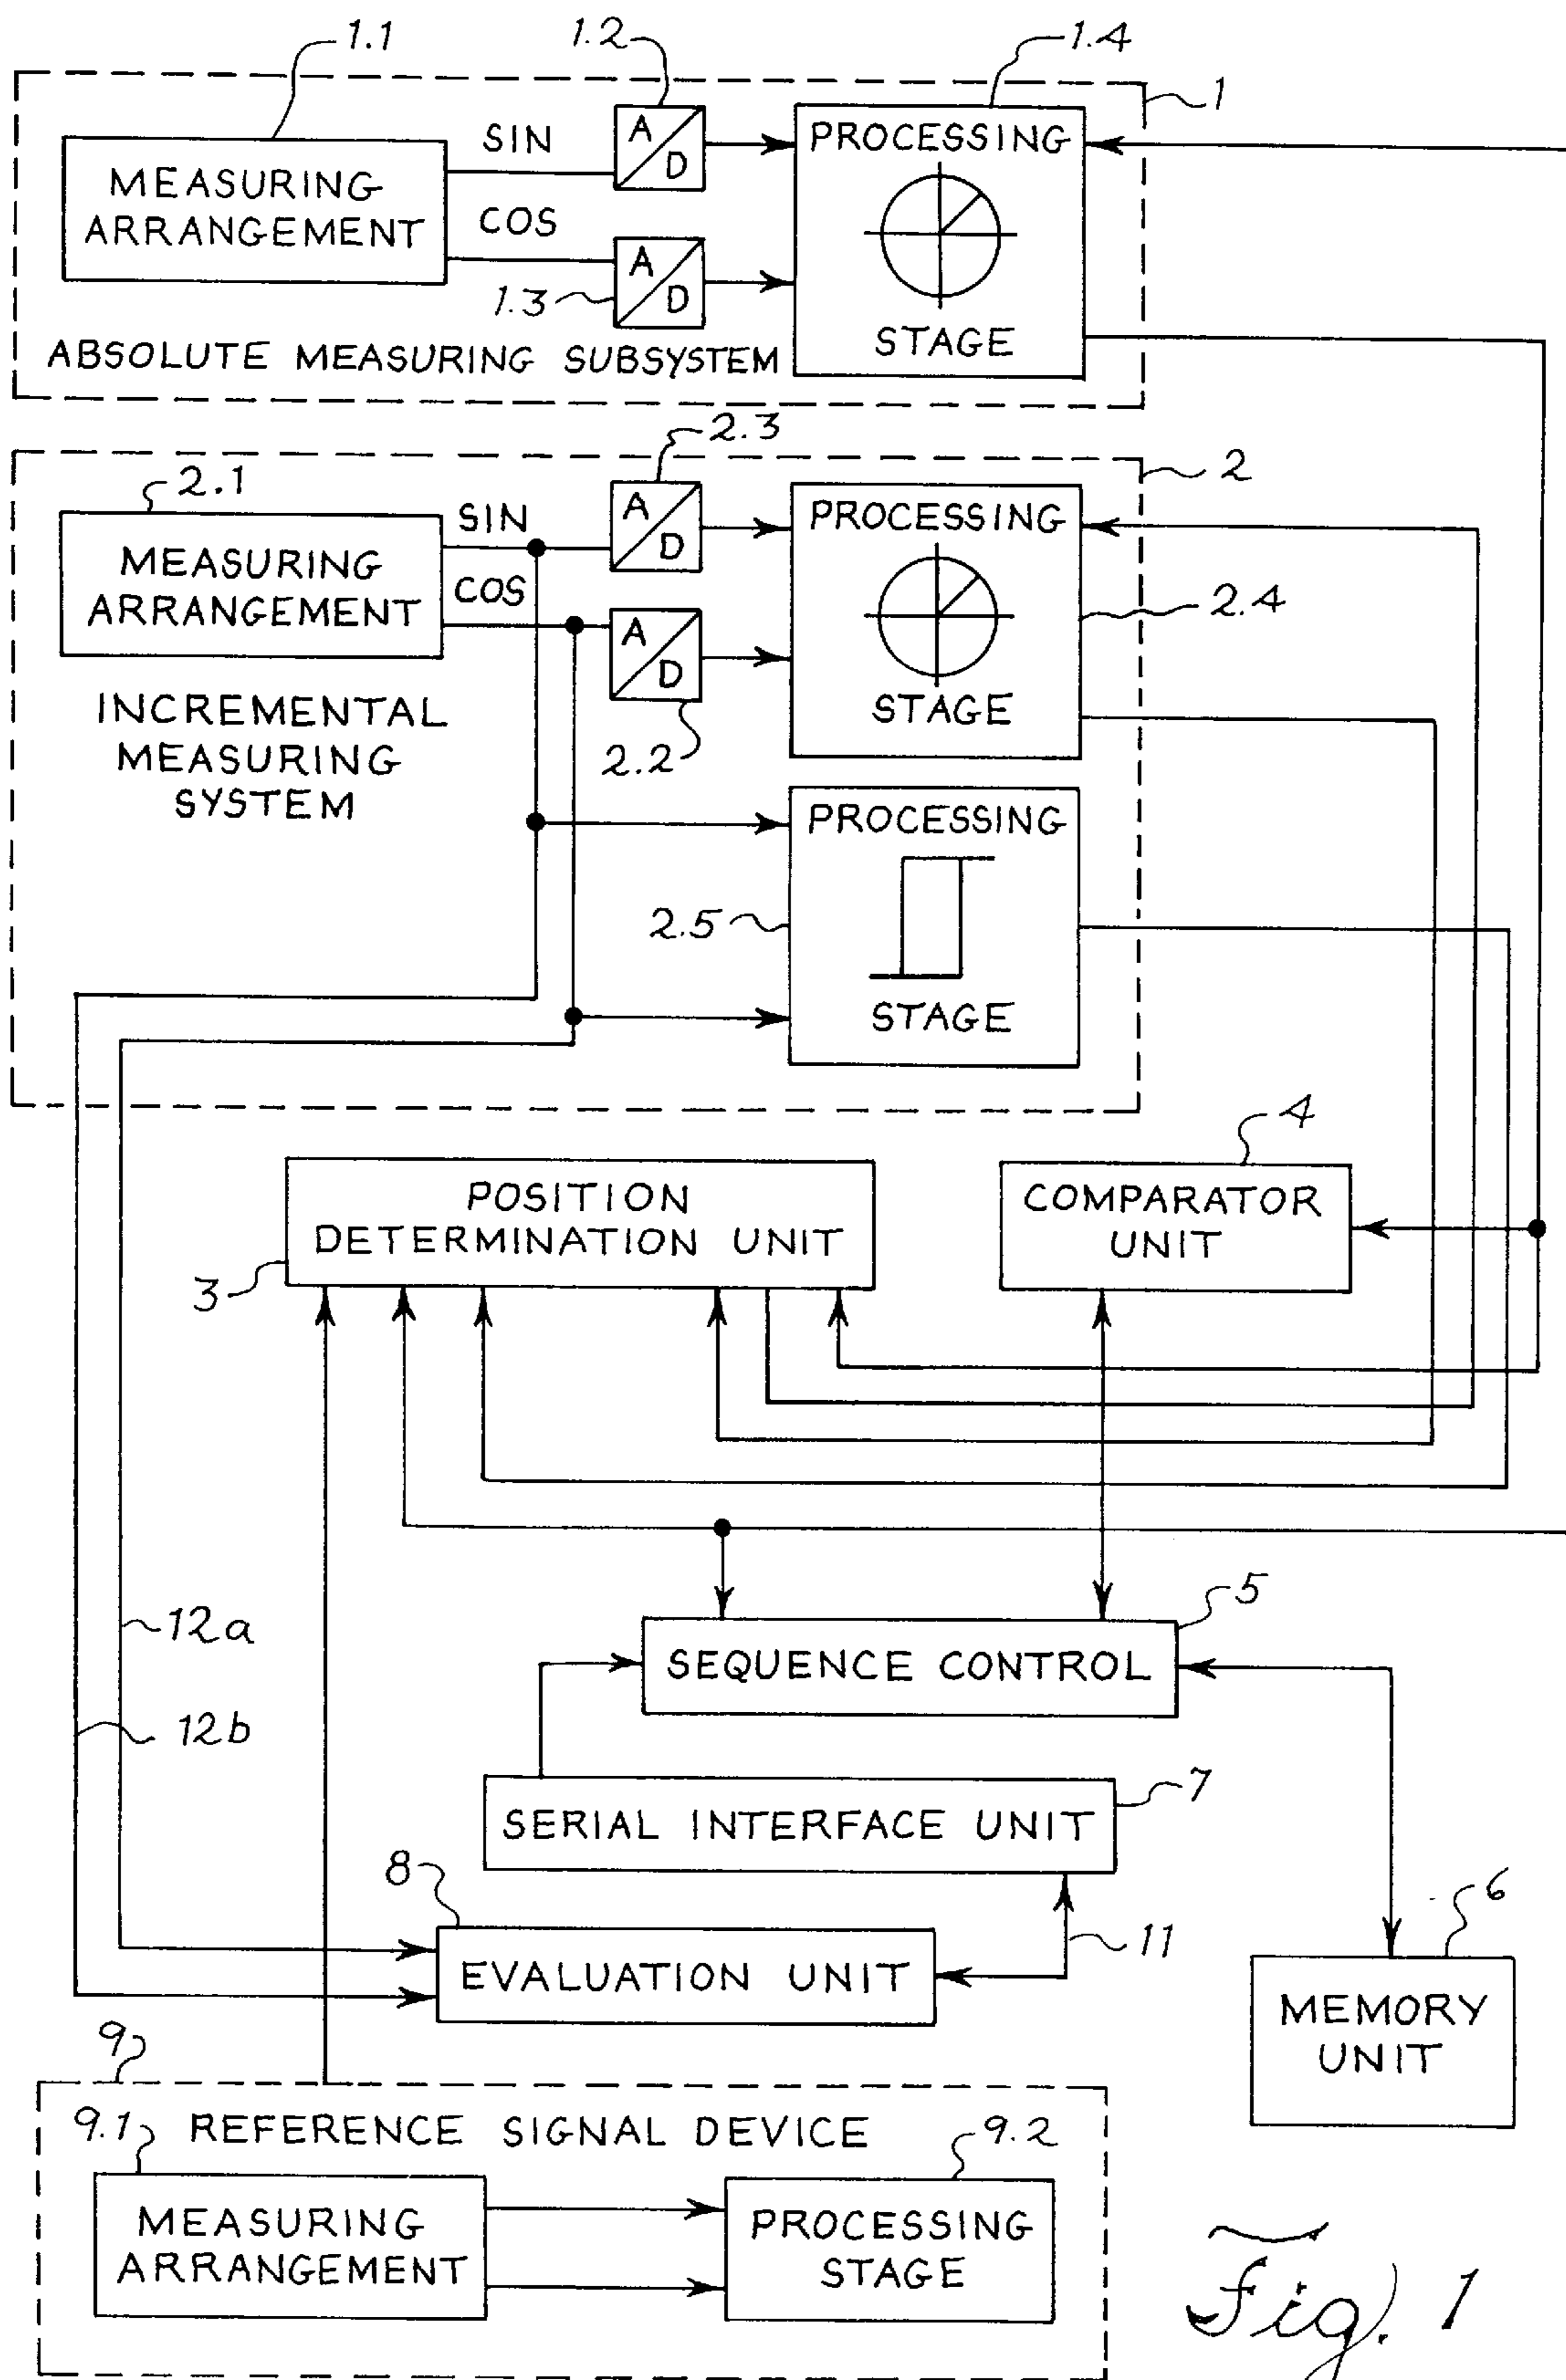 1.1
1.2
1.4
1
SIN
A/D
PROCESSING
MEASURING
ARRANGEMENT
COS
A/D
1.3
STAGE
ABSOLUTE MEASURING SUBSYSTEM
2.3
2
2.1
SIN
A/D
PROCESSING
MEASURING
ARRANGEMENT
COS
A/D
2.4
INCREMENTAL
MEASURING
SYSTEM
STAGE
2.2
PROCESSING
2.5
STAGE
4
POSITION
DETERMINATION UNIT
COMPARATOR
UNIT
3
5
12a
SEQUENCE CONTROL
12b
7
SERIAL INTERFACE UNIT
8
6
11
EVALUATION UNIT
MEMORY
UNIT
9
9.1
REFERENCE SIGNAL DEVICE
9.2
MEASURING
ARRANGEMENT
PROCESSING
STAGE
Fig. 1